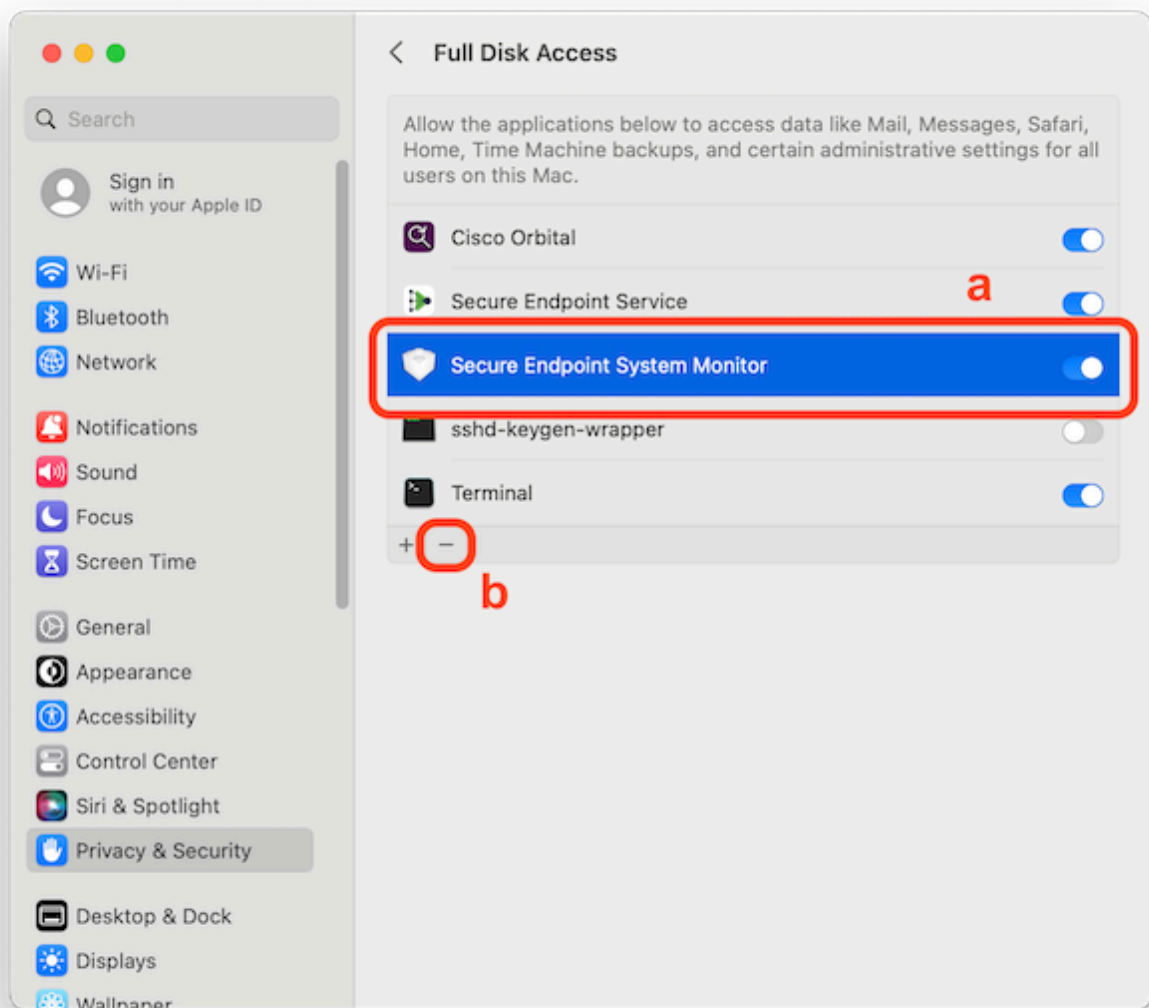 Search
Sign in
with your Apple ID
Wi-Fi
Bluetooth
Network
Notifications
Sound
Focus
Screen Time
General
Appearance
Accessibility
Control Center
Siri & Spotlight
Privacy & Security
Desktop & Dock
Displays
Wallpaper
Full Disk Access
Allow the applications below to access data like Mail, Messages, Safari,
Home, Time Machine backups, and certain administrative settings for all
users on this Mac.
Cisco Orbital
a
Secure Endpoint Service
Secure Endpoint System Monitor
sshd-keygen-wrapper
Terminal
+ −
b